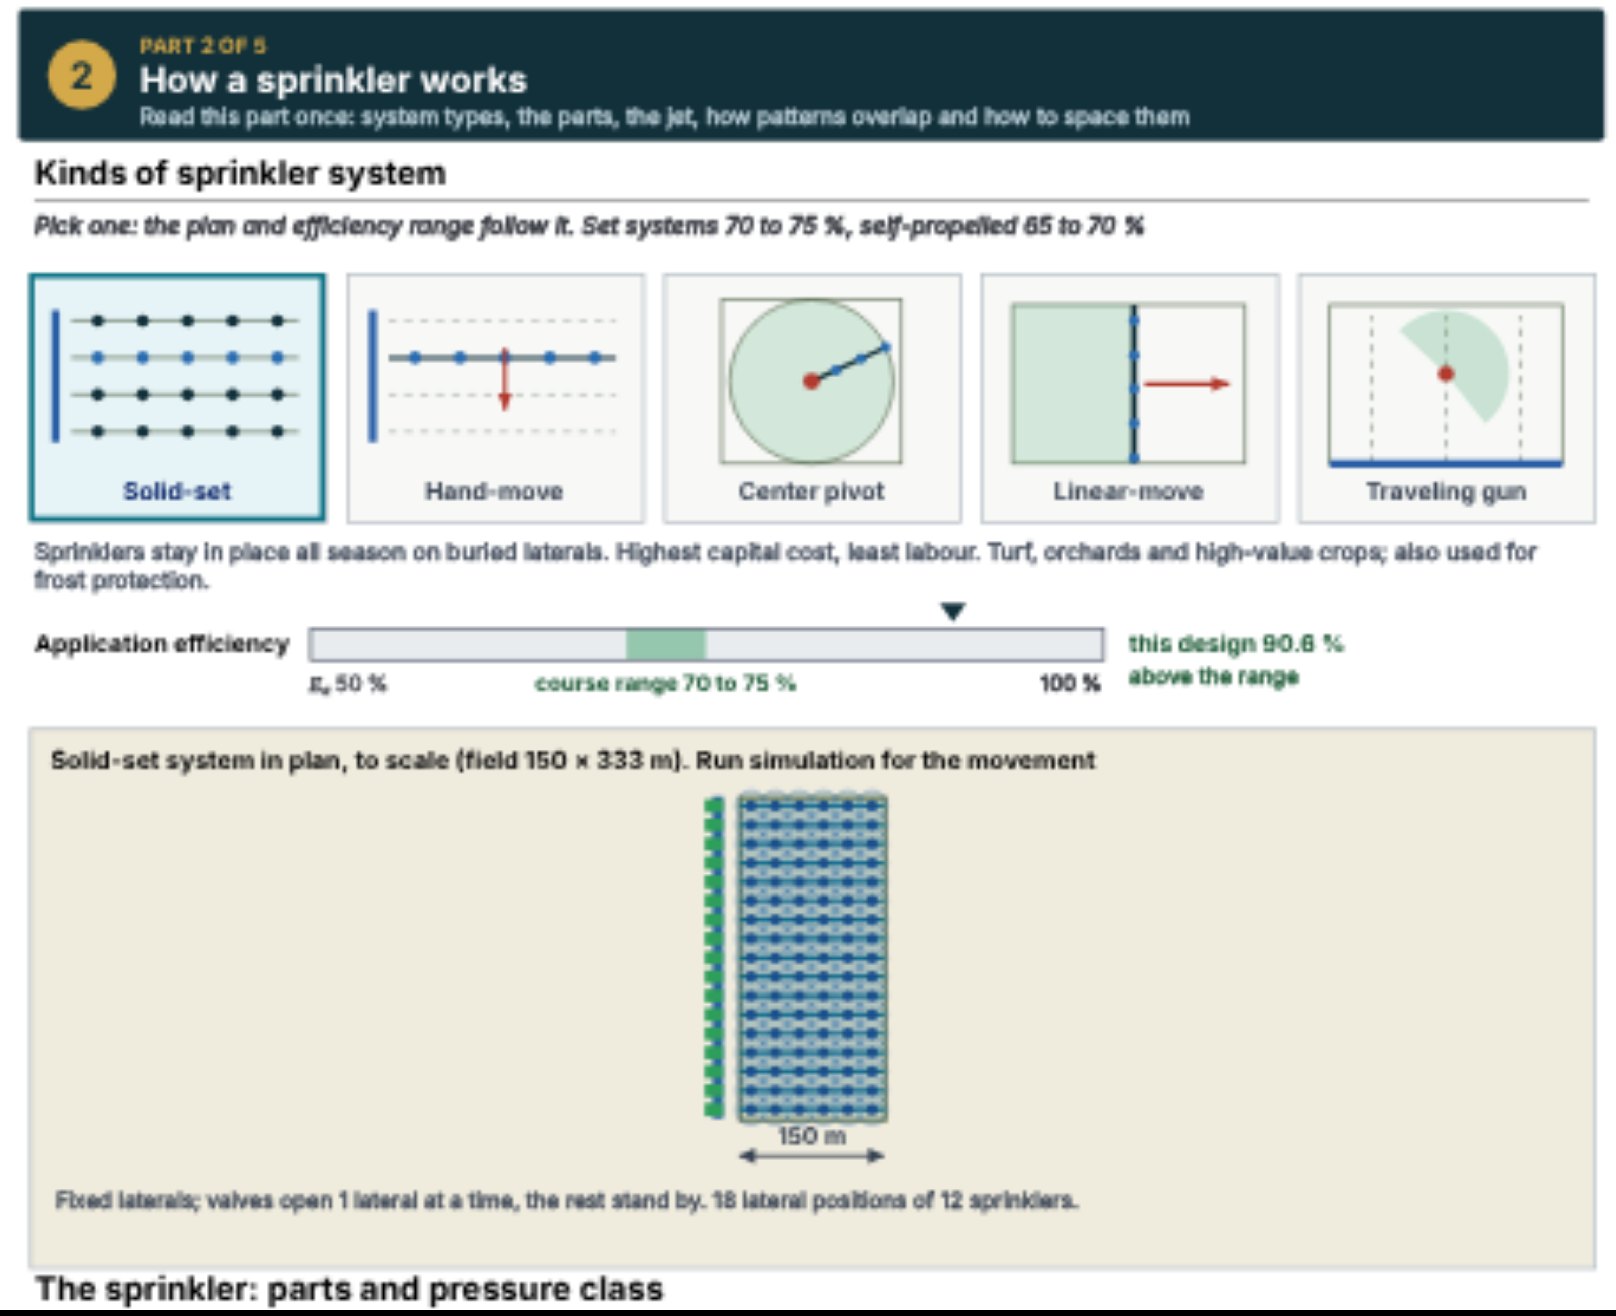 2
PART 2 OF 5
How a sprinkler works
Read this part once: system types, the parts, the jet, how patterns overlap and how to space them
Kinds of sprinkler system
Pick one: the plan and efficiency range follow it. Set systems 70 to 75 %, self-propelled 65 to 70 %
Solid-set
Hand-move
Center pivot
Linear-move
Traveling gun
Sprinklers stay in place all season on buried laterals. Highest capital cost, least labour. Turf, orchards and high-value crops; also used for
frost protection.
Application efficiency
this design 90.6 %
above the range
Eₐ 50 %
course range 70 to 75 %
100 %
Solid-set system in plan, to scale (field 150 × 333 m). Run simulation for the movement
150 m
Fixed laterals; valves open 1 lateral at a time, the rest stand by. 18 lateral positions of 12 sprinklers.
The sprinkler: parts and pressure class